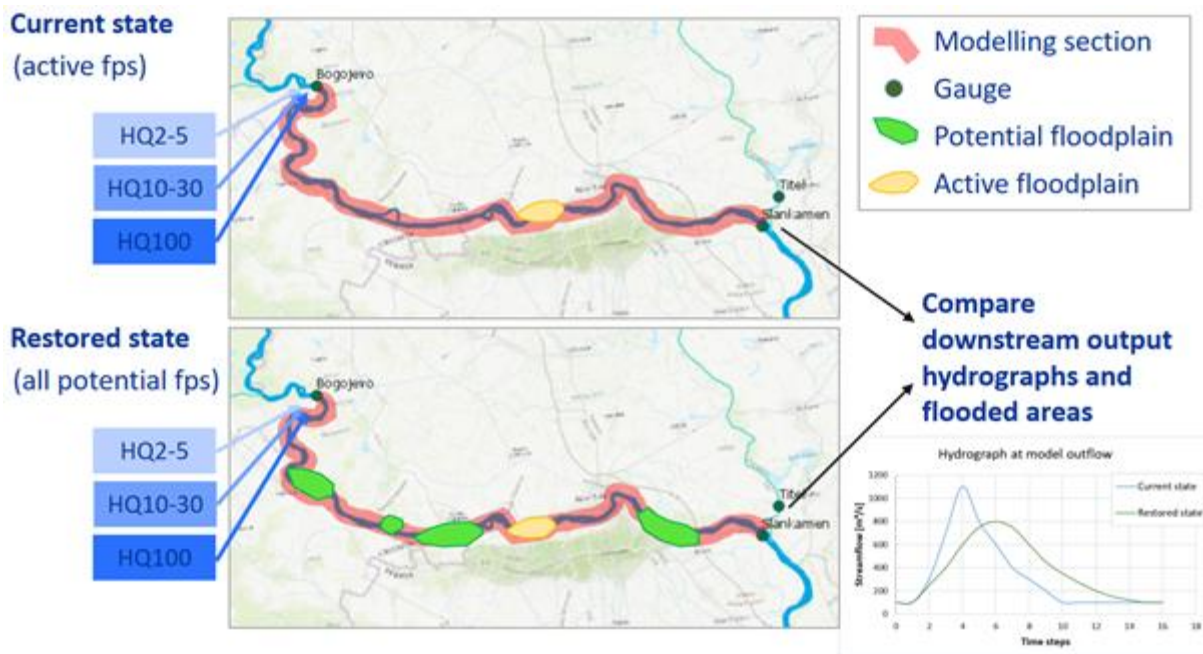 Current state
(active fps)
HQ2-5
HQ10-30
HQ100
Bogojevo
Titel
Slankamen
Modelling section
Gauge
Potential floodplain
Active floodplain
Restored state
(all potential fps)
HQ2-5
HQ10-30
HQ100
Bogojevo
Titel
Slankamen
Compare
downstream output
hydrographs and
flooded areas
Hydrograph at model outflow
Streamflow [m³/s]
1200
1000
800
600
400
200
0 2 4 6 8 10 12 14 16 18
Time steps
Current state
Restored state